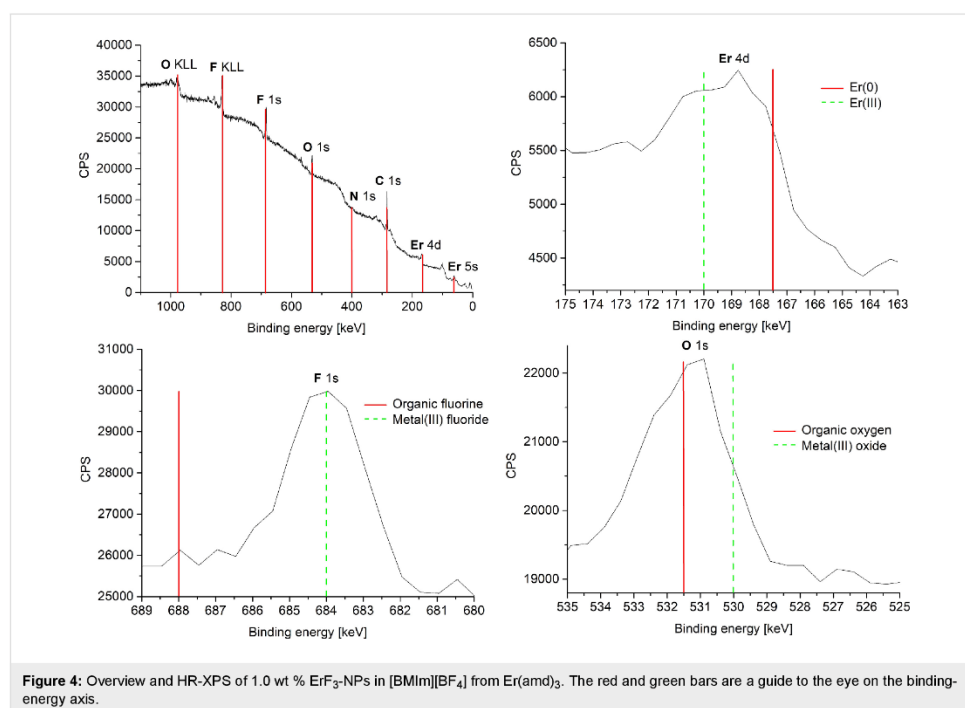 40000
35000
30000
25000
20000
15000
10000
5000
0
CPS
O KLL
F KLL
F 1s
O 1s
N 1s
C 1s
Er 4d
Er 5s
1000 800 600 400 200 0
Binding energy [keV]
6500
6000
5500
5000
4500
CPS
Er 4d
Er(0)
Er(III)
175 174 173 172 171 170 169 168 167 166 165 164 163
Binding energy [keV]
31000
30000
29000
28000
27000
26000
25000
CPS
F 1s
Organic fluorine
Metal(III) fluoride
689 688 687 686 685 684 683 682 681 680
Binding energy [keV]
22000
21000
20000
19000
CPS
O 1s
Organic oxygen
Metal(III) oxide
535 534 533 532 531 530 529 528 527 526 525
Binding energy [keV]
Figure 4: Overview and HR-XPS of 1.0 wt % ErF₃-NPs in [BMIm][BF₄] from Er(amd)₃. The red and green bars are a guide to the eye on the binding-
energy axis.